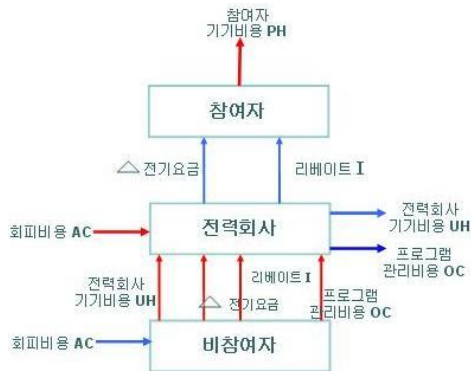 참여자
기기비용 PH
참여자
△ 전기요금
리베이트 I
회피비용 AC
전력회사
전력회사
기기비용 UH
프로그램
관리비용 OC
전력회사
기기비용 UH
리베이트 I
△ 전기요금
프로그램
관리비용 OC
회피비용 AC
비참여자